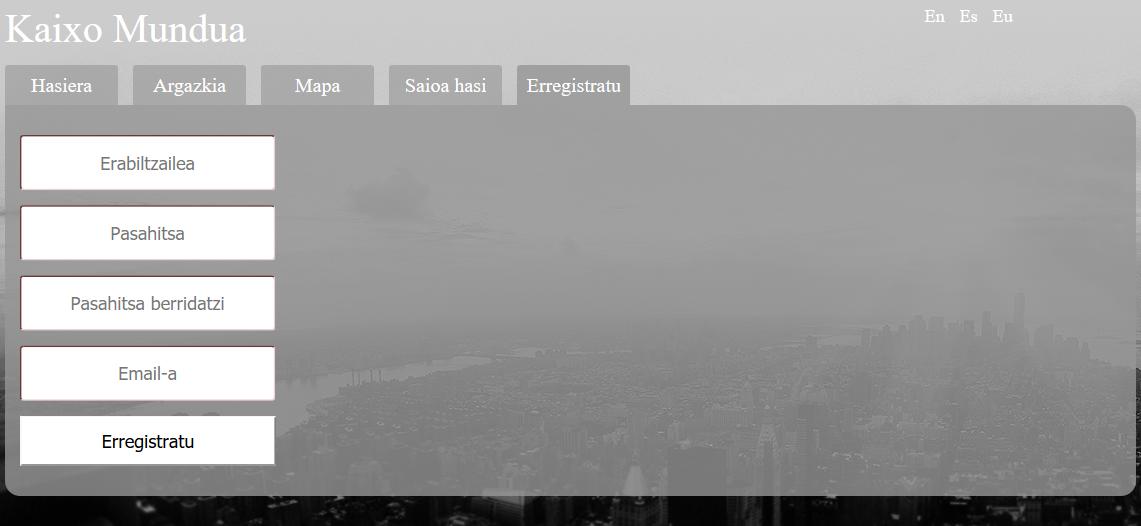 Kaixo Mundua
En Es Eu
Hasiera Argazkia Mapa Saioa hasi Erregistratu
Erabiltzailea
Pasahitsa
Pasahitsa berridatzi
Email-a
Erregistratu